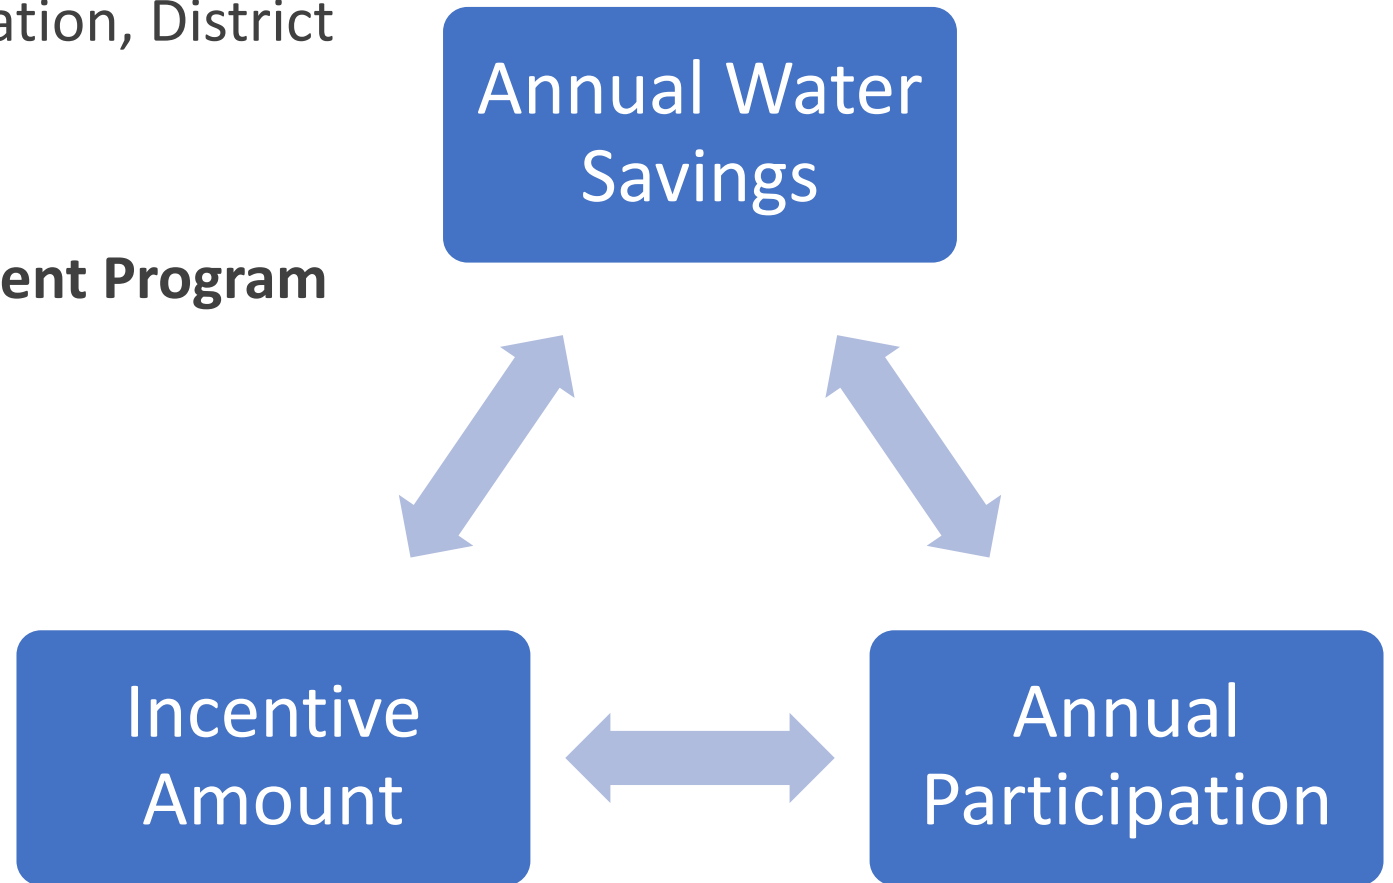 ation, District
Annual Water
Savings
ent Program
Incentive
Amount
Annual
Participation